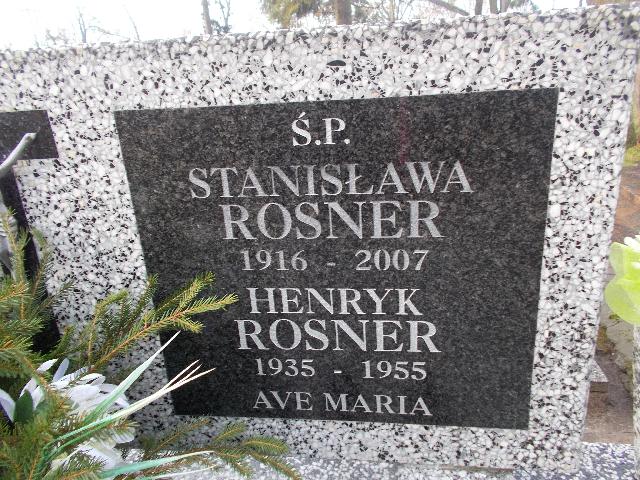 Ś.P.
STANISŁAWA
ROSNER
1916 - 2007
HENRYK
ROSNER
1935 - 1955
AVE MARIA